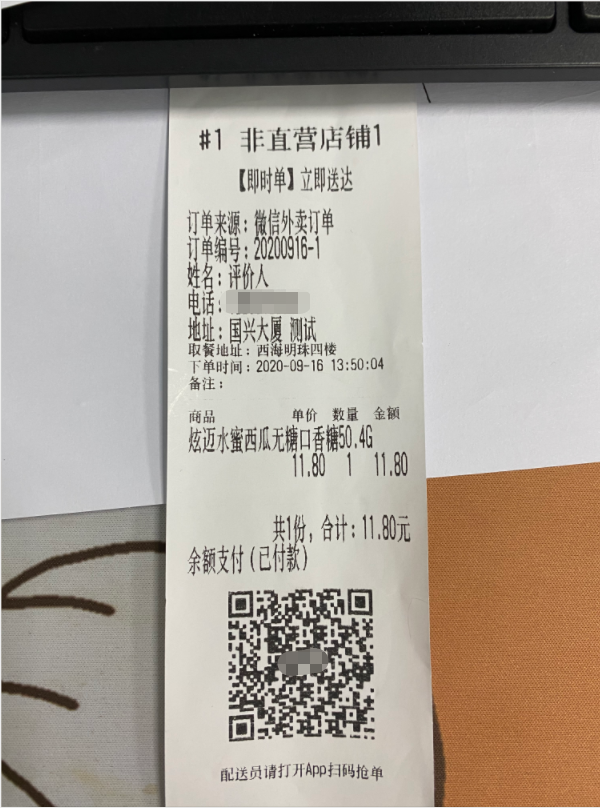 #1 非直营店铺1
【即时单】立即送达
订单来源：微信外卖订单
订单编号：20200916-1
姓名：评价人
电话：
地址：国兴大厦 测试
取餐地址：西海明珠四楼
下单时间：2020-09-16 13:50:04
备注：
商品 单价 数量 金额
炫迈水蜜西瓜无糖口香糖50.4G
11.80 1 11.80
共1份，合计：11.80元
余额支付(已付款)
配送员请打开App扫码抢单